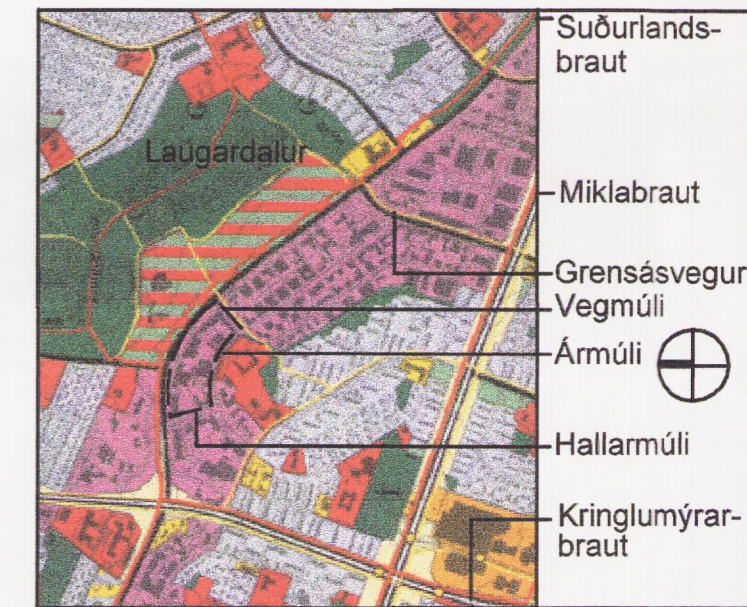 Suðurlands-
braut
Laugardalur
Miklabraut
Grensásvegur
Vegmúli
Ármúli
Hallarmúli
Kringlumýrar-
braut